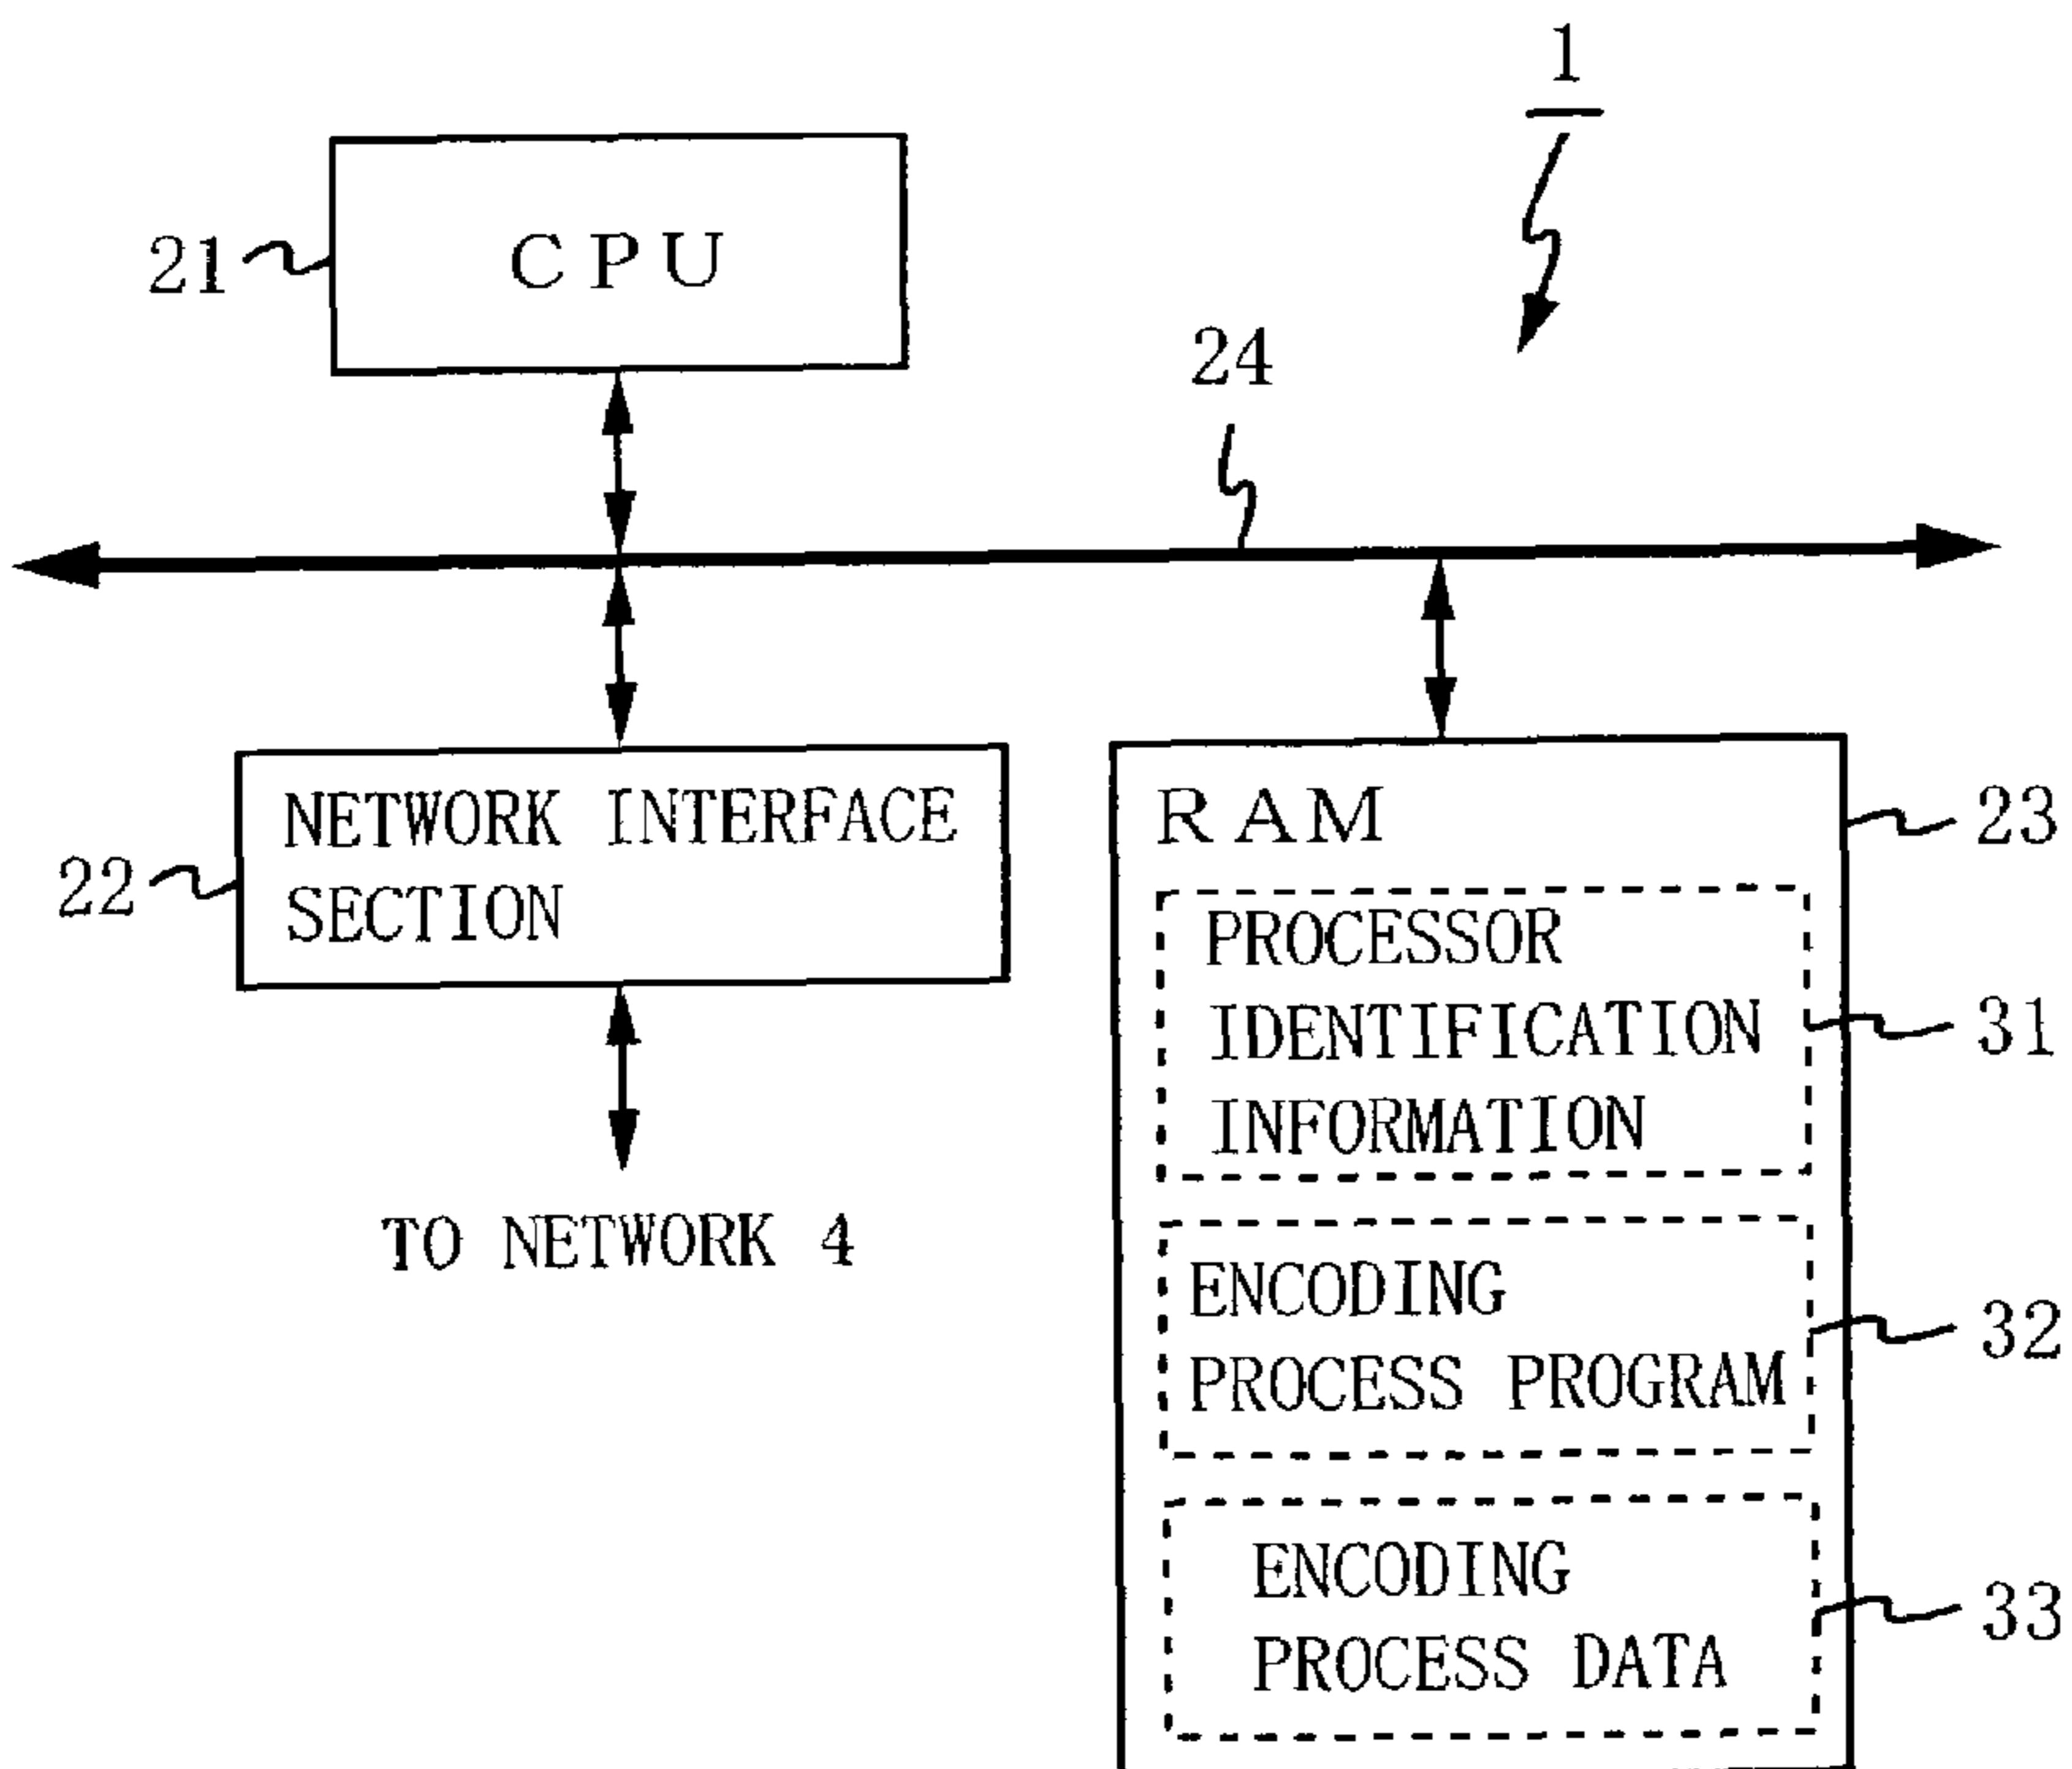 1
21
CPU
24
NETWORK INTERFACE
SECTION
22
TO NETWORK 4
RAM
23
PROCESSOR
IDENTIFICATION
INFORMATION
31
ENCODING
PROCESS PROGRAM
32
ENCODING
PROCESS DATA
33